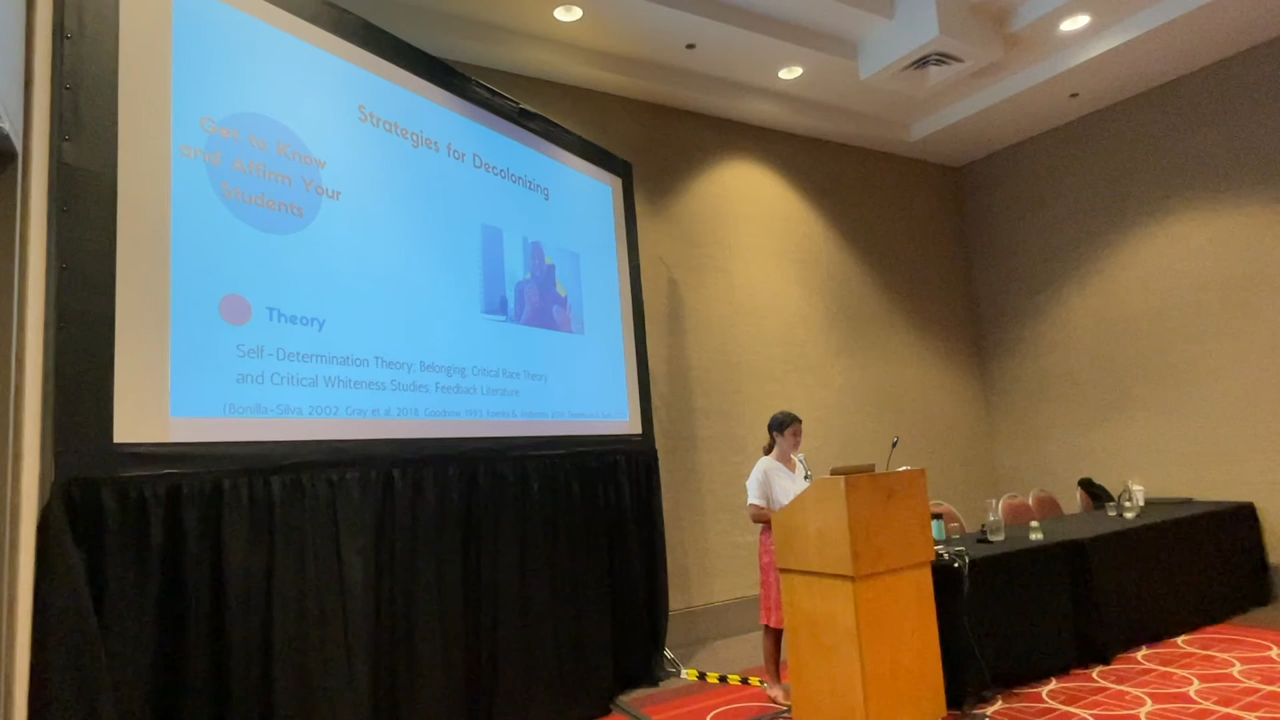 Get to Know
and Affirm Your
Students
Strategies for Decolonizing
Theory
Self-Determination Theory; Belonging; Critical Race Theory
and Critical Whiteness Studies; Feedback Literature
(Bonilla-Silva, 2002, Gray et al, 2018, Goodnow, 1993,